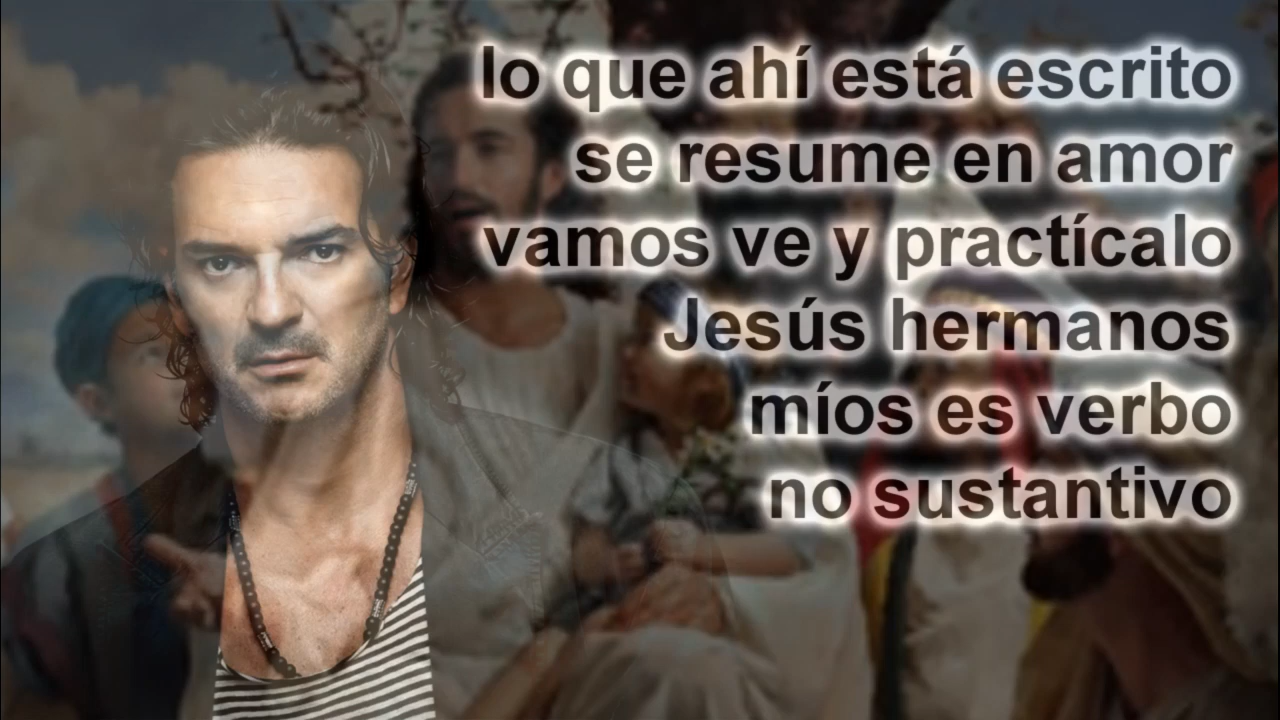 lo que ahí está escrito
se resume en amor
vamos ve y practícalo
Jesús hermanos
míos es verbo
no sustantivo